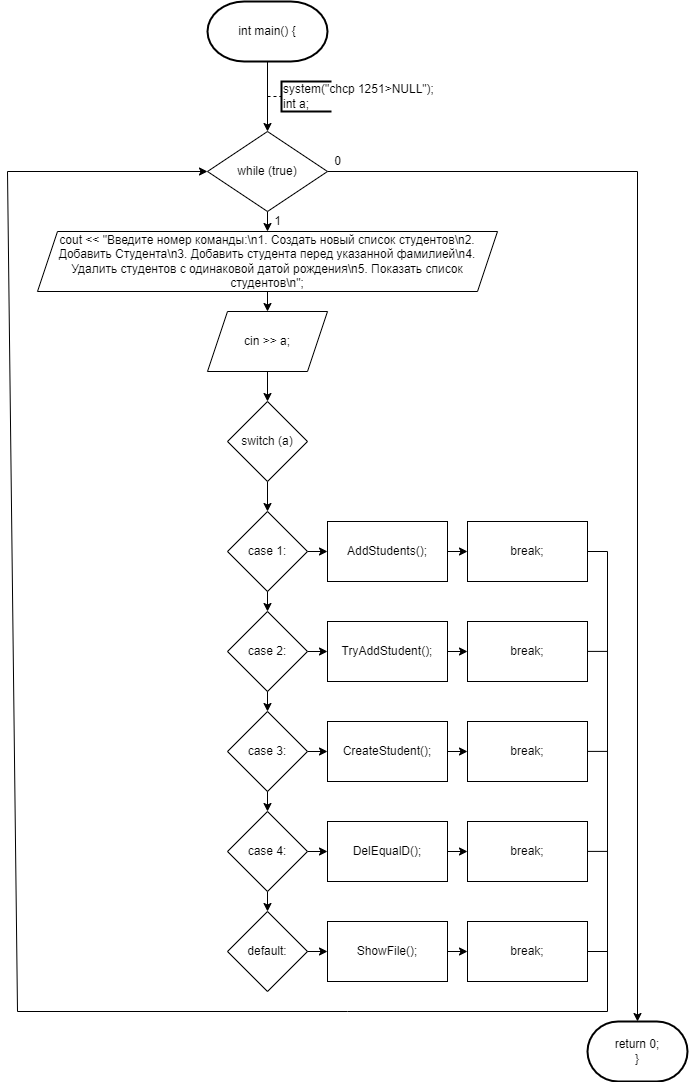 int main() {
system("chcp 1251>NULL");
int a;
while (true)
0
1
cout << "Введите номер команды:\n1. Создать новый список студентов\n2.
Добавить Студента\n3. Добавить студента перед указанной фамилией\n4.
Удалить студентов с одинаковой датой рождения\n5. Показать список
студентов\n";
cin >> a;
switch (a)
case 1:
AddStudents();
break;
case 2:
TryAddStudent();
break;
case 3:
CreateStudent();
break;
case 4:
DelEqualD();
break;
default:
ShowFile();
break;
return 0;
}